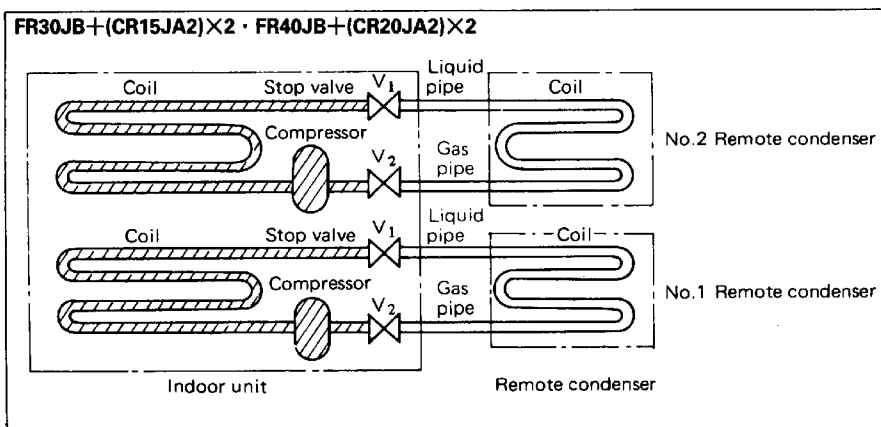 FR30JB+(CR15JA2)×2 · FR40JB+(CR20JA2)×2
Coil
Stop valve
V1
Liquid
pipe
Coil
Compressor
V2
Gas
pipe
No.2 Remote condenser
Coil
Stop valve
V1
Liquid
pipe
Coil
Compressor
V2
Gas
pipe
No.1 Remote condenser
Indoor unit
Remote condenser